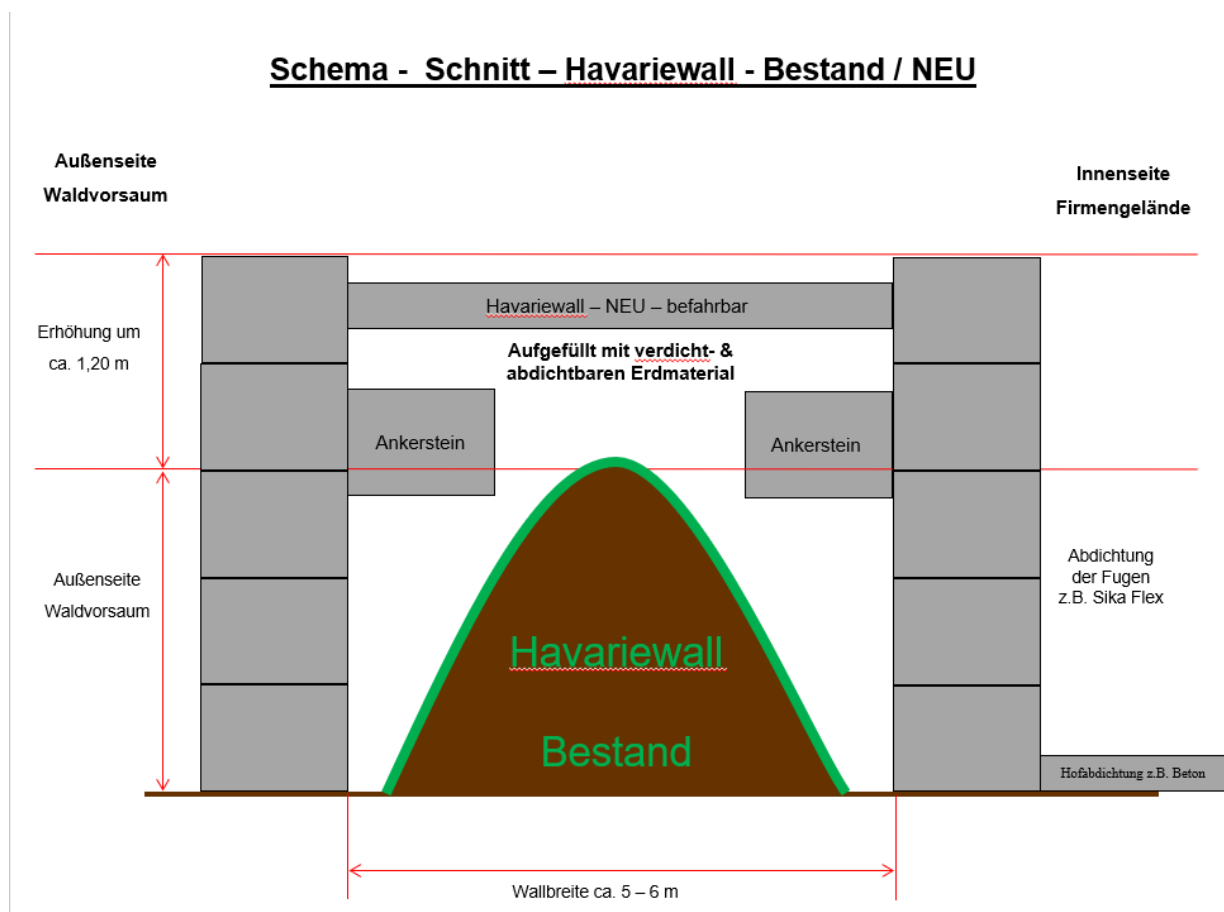 Schema - Schnitt – Havariewall - Bestand / NEU
Außenseite
Waldvorsaum
Innenseite
Firmengelände
Havariewall – NEU – befahrbar
Erhöhung um
ca. 1,20 m
Aufgefüllt mit verdicht- &
abdichtbaren Erdmaterial
Ankerstein
Ankerstein
Außenseite
Waldvorsaum
Abdichtung
der Fugen
z.B. Sika Flex
Havariewall
Bestand
Hofabdichtung z.B. Beton
Wallbreite ca. 5 – 6 m